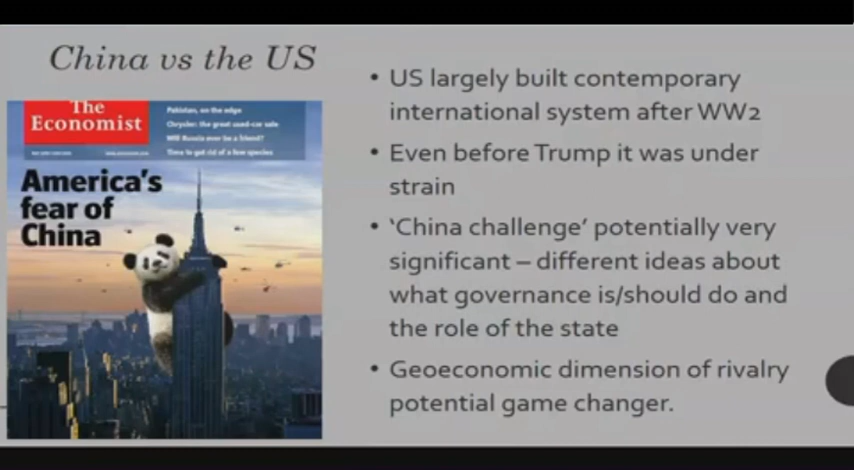 China vs the US
The
Economist
Pakistan, on the edge
Chrysler: the great used-car sale
Will Russia ever be a friend?
Time to get rid of a few species
America's
fear of
China
• US largely built contemporary
international system after WW2
• Even before Trump it was under
strain
• ‘China challenge’ potentially very
significant – different ideas about
what governance is/should do and
the role of the state
• Geoeconomic dimension of rivalry
potential game changer.